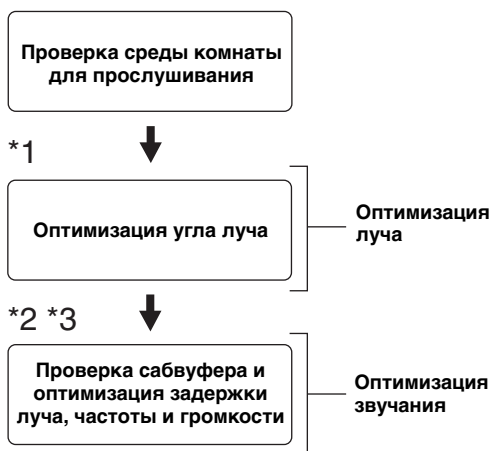 Проверка среды комнаты
для прослушивания
*1
Оптимизация угла луча
Оптимизация
луча
*2 *3
Проверка сабвуфера и
оптимизация задержки
луча, частоты и громкости
Оптимизация
звучания